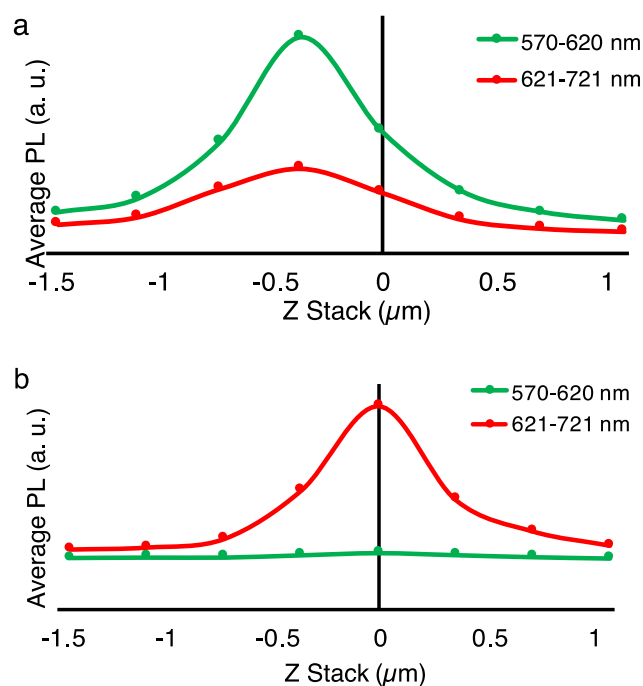 a
570-620 nm
621-721 nm
Average PL (a. u.)
-1.5 -1 -0.5 0 0.5 1
Z Stack (µm)
b
570-620 nm
621-721 nm
Average PL (a. u.)
-1.5 -1 -0.5 0 0.5 1
Z Stack (µm)